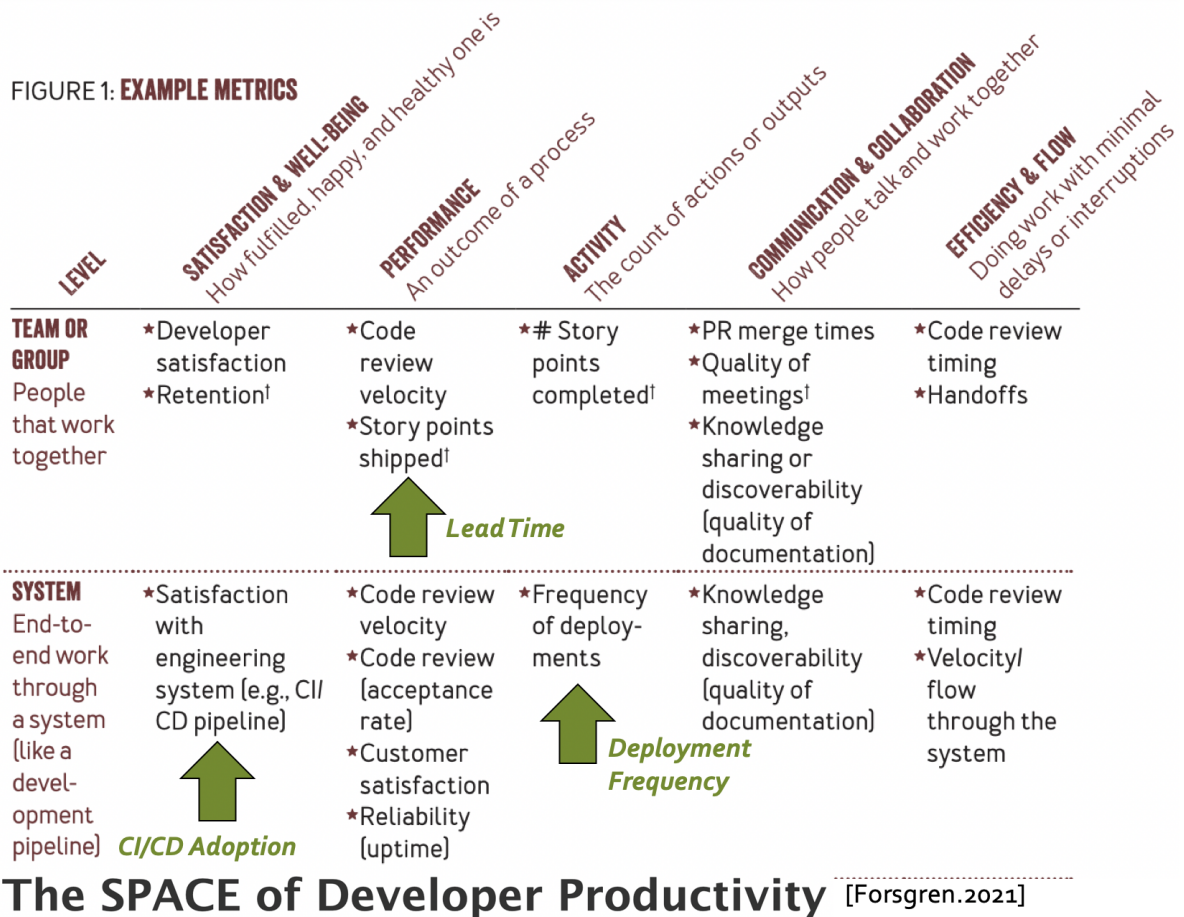 FIGURE 1: EXAMPLE METRICS
LEVEL
SATISFACTION & WELL-BEING
How fulfilled, happy, and healthy one is
PERFORMANCE
An outcome of a process
ACTIVITY
The count of actions or outputs
COMMUNICATION & COLLABORATION
How people talk and work together
EFFICIENCY & FLOW
Doing work with minimal
delays or interruptions
TEAM OR
GROUP
People
that work
together
★Developer
satisfaction
★Retention†
★Code
review
velocity
★Story points
shipped†
★# Story
points
completed†
★PR merge times
★Quality of
meetings†
★Knowledge
sharing or
discoverability
(quality of
documentation)
★Code review
timing
★Handoffs
Lead Time
SYSTEM
End-to-
end work
through
a system
(like a
devel-
opment
pipeline)
★Satisfaction
with
engineering
system (e.g., CI/
CD pipeline)
★Code review
velocity
★Code review
(acceptance
rate)
★Customer
satisfaction
★Reliability
(uptime)
★Frequency
of deploy-
ments
★Knowledge
sharing,
discoverability
(quality of
documentation)
★Code review
timing
★Velocity/
flow
through the
system
CI/CD Adoption
Deployment
Frequency
The SPACE of Developer Productivity
[Forsgren.2021]